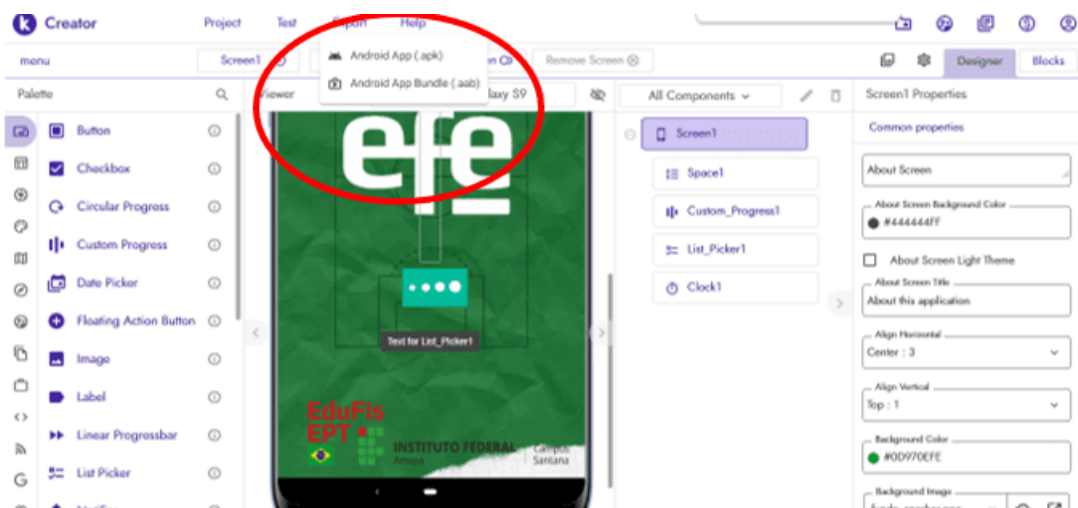 Creator
Project
Test
Export
Help
menu
Screen1
Android App (.apk)
Android App Bundle (.aab)
Remove Screen
Designer
Blocks
Palette
Viewer
laxy S9
All Components
Screen1 Properties
Button
Checkbox
Circular Progress
Custom Progress
Date Picker
Floating Action Button
Image
Label
Linear Progressbar
List Picker
efe
Text for List_Picker1
EduFis
EPT
INSTITUTO FEDERAL
Amapá
Campus
Santana
Screen1
Space1
Custom_Progress1
List_Picker1
Clock1
Common properties
About Screen
About Screen Background Color
#444444FF
About Screen Light Theme
About Screen Title
About this application
Align Horizontal
Center : 3
Align Vertical
Top : 1
Background Color
#0D970EFE
Background Image